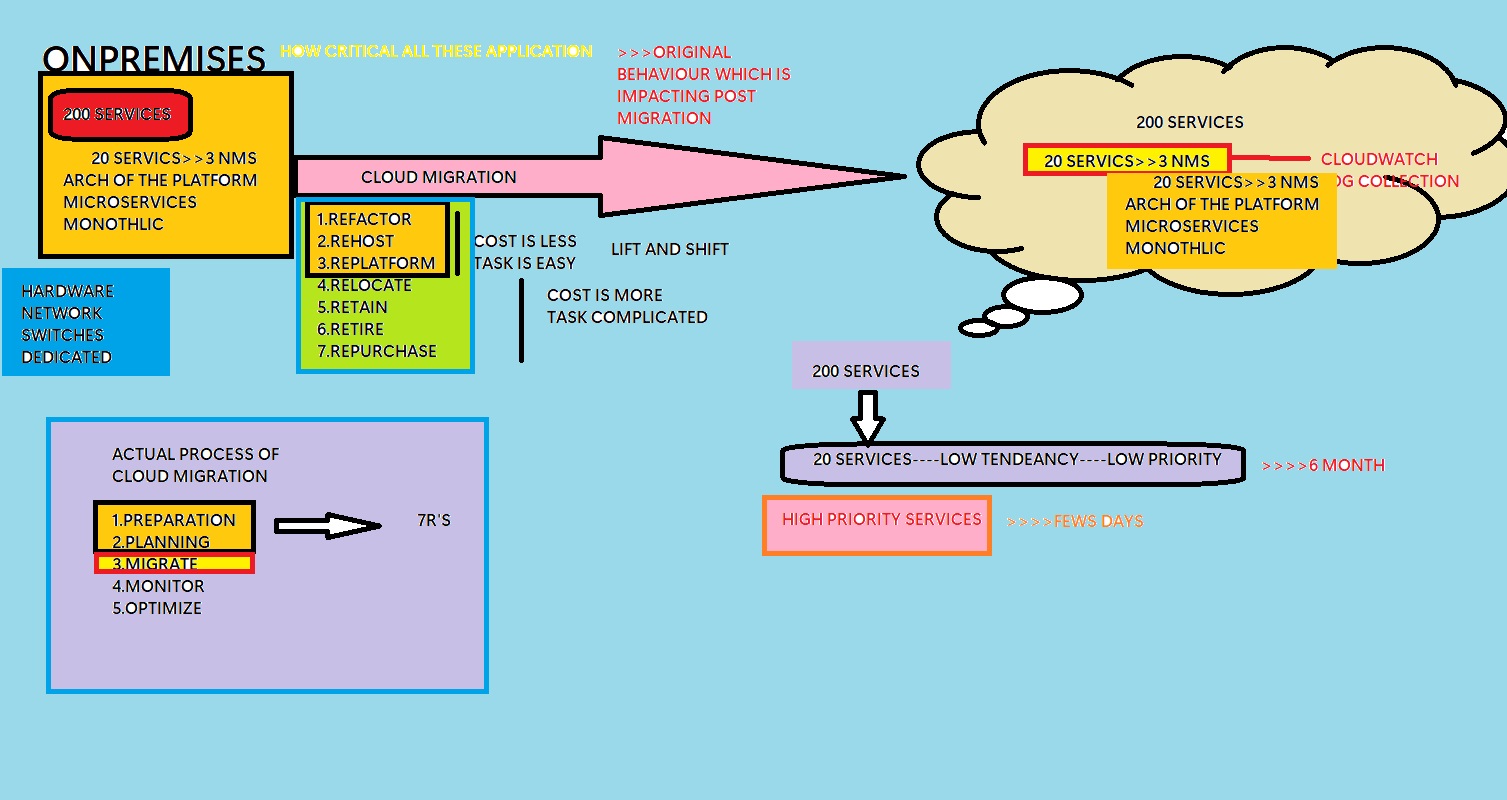 ONPREMISES
HOW CRITICAL ALL THESE APPLICATION
>>>ORIGINAL
BEHAVIOUR WHICH IS
IMPACTING POST
MIGRATION
200 SERVICES
20 SERVICS>>3 NMS
ARCH OF THE PLATFORM
MICROSERVICES
MONOTHLIC
CLOUD MIGRATION
200 SERVICES
20 SERVICS>>3 NMS
CLOUDWATCH
OG COLLECTION
20 SERVICS>>3 NMS
ARCH OF THE PLATFORM
MICROSERVICES
MONOTHLIC
1.REFACTOR
2.REHOST
3.REPLATFORM
4.RELOCATE
5.RETAIN
6.RETIRE
7.REPURCHASE
COST IS LESS
TASK IS EASY
LIFT AND SHIFT
COST IS MORE
TASK COMPLICATED
HARDWARE
NETWORK
SWITCHES
DEDICATED
200 SERVICES
20 SERVICES----LOW TENDEANCY----LOW PRIORITY
>>>>6 MONTH
HIGH PRIORITY SERVICES
>>>>FEWS DAYS
ACTUAL PROCESS OF
CLOUD MIGRATION
1.PREPARATION
2.PLANNING
3.MIGRATE
4.MONITOR
5.OPTIMIZE
7R'S